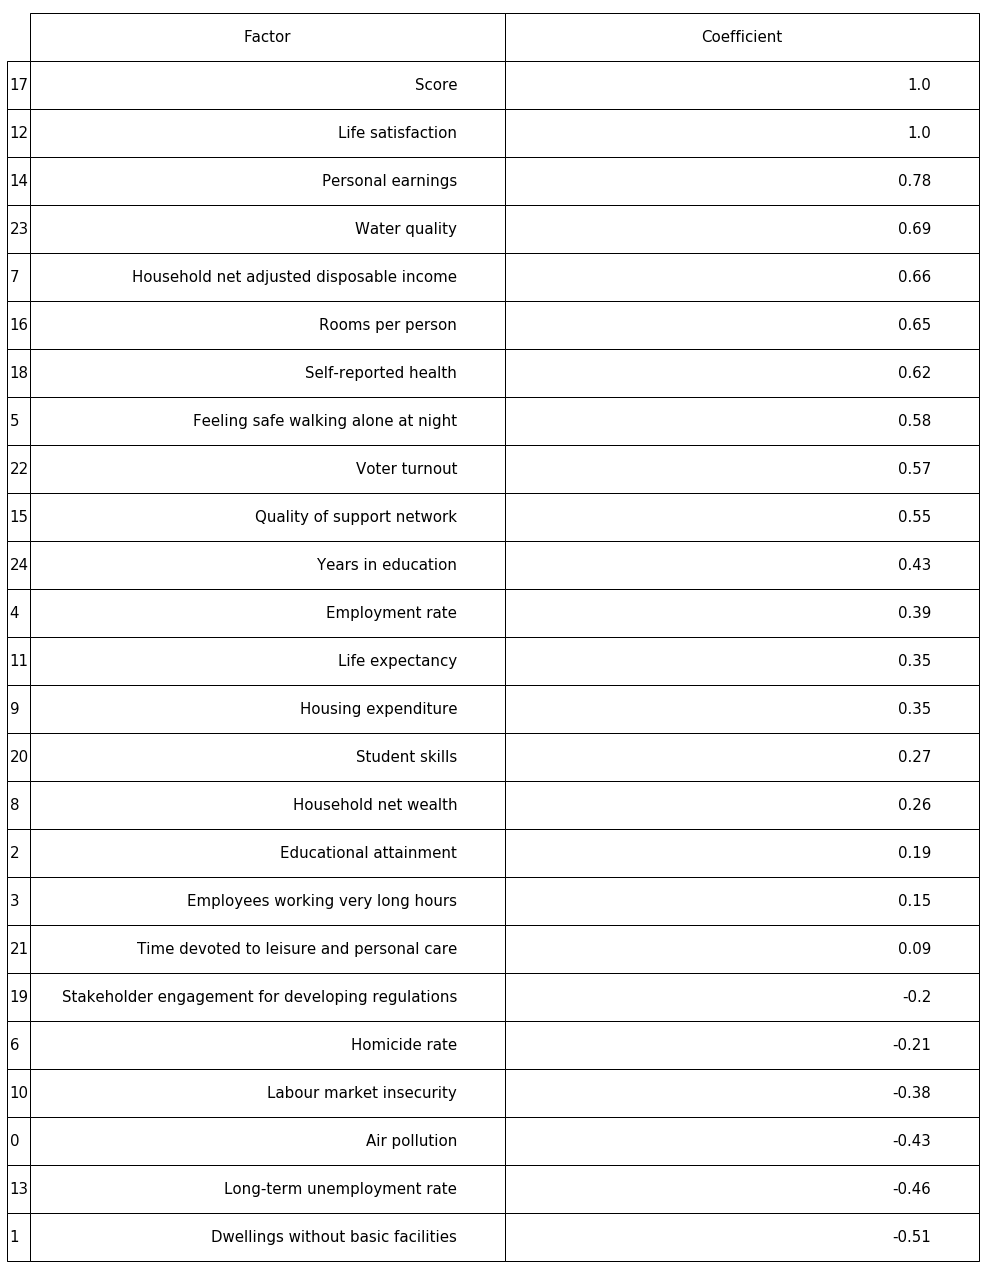 Factor Coefficient
17 Score 1.0
12 Life satisfaction 1.0
14 Personal earnings 0.78
23 Water quality 0.69
7 Household net adjusted disposable income 0.66
16 Rooms per person 0.65
18 Self-reported health 0.62
5 Feeling safe walking alone at night 0.58
22 Voter turnout 0.57
15 Quality of support network 0.55
24 Years in education 0.43
4 Employment rate 0.39
11 Life expectancy 0.35
9 Housing expenditure 0.35
20 Student skills 0.27
8 Household net wealth 0.26
2 Educational attainment 0.19
3 Employees working very long hours 0.15
21 Time devoted to leisure and personal care 0.09
19 Stakeholder engagement for developing regulations -0.2
6 Homicide rate -0.21
10 Labour market insecurity -0.38
0 Air pollution -0.43
13 Long-term unemployment rate -0.46
1 Dwellings without basic facilities -0.51